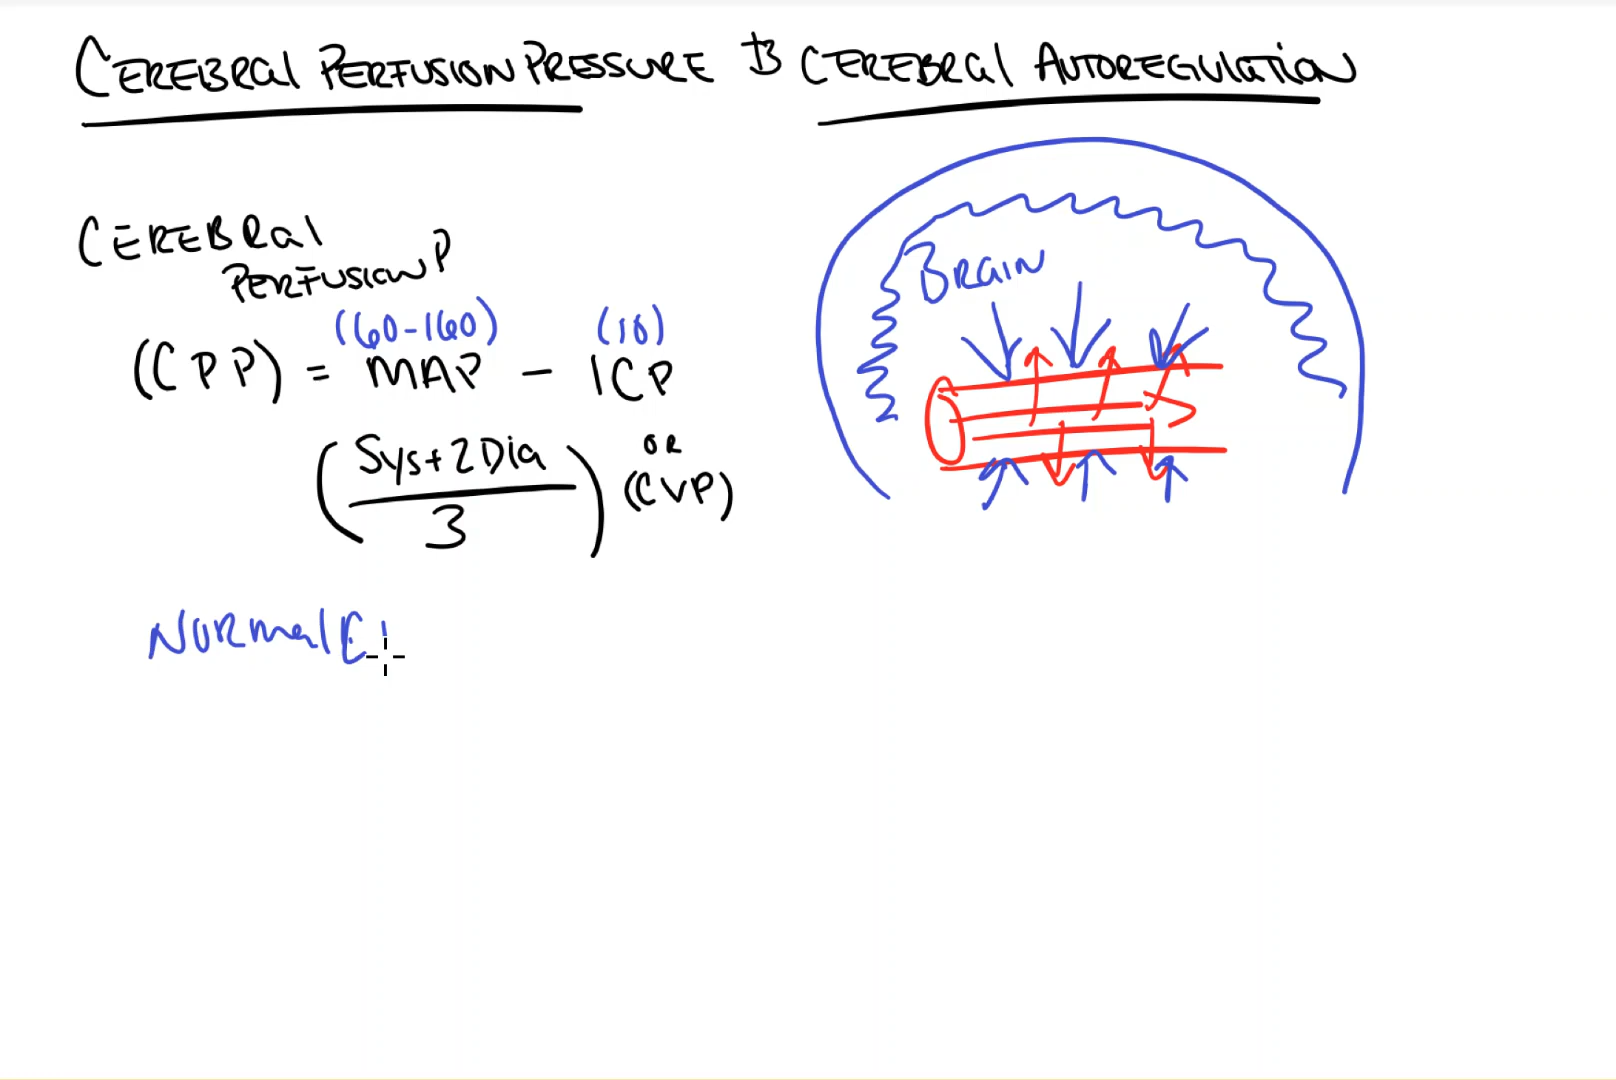 CEREBRAL PERFUSION PRESSURE & CEREBRAL AUTOREGULATION
CEREBRAL
PERFUSION P
(60-160) (10)
(CPP) = MAP - ICP
(Sys+2Dia / 3) OR (CVP)
Normal C
Brain